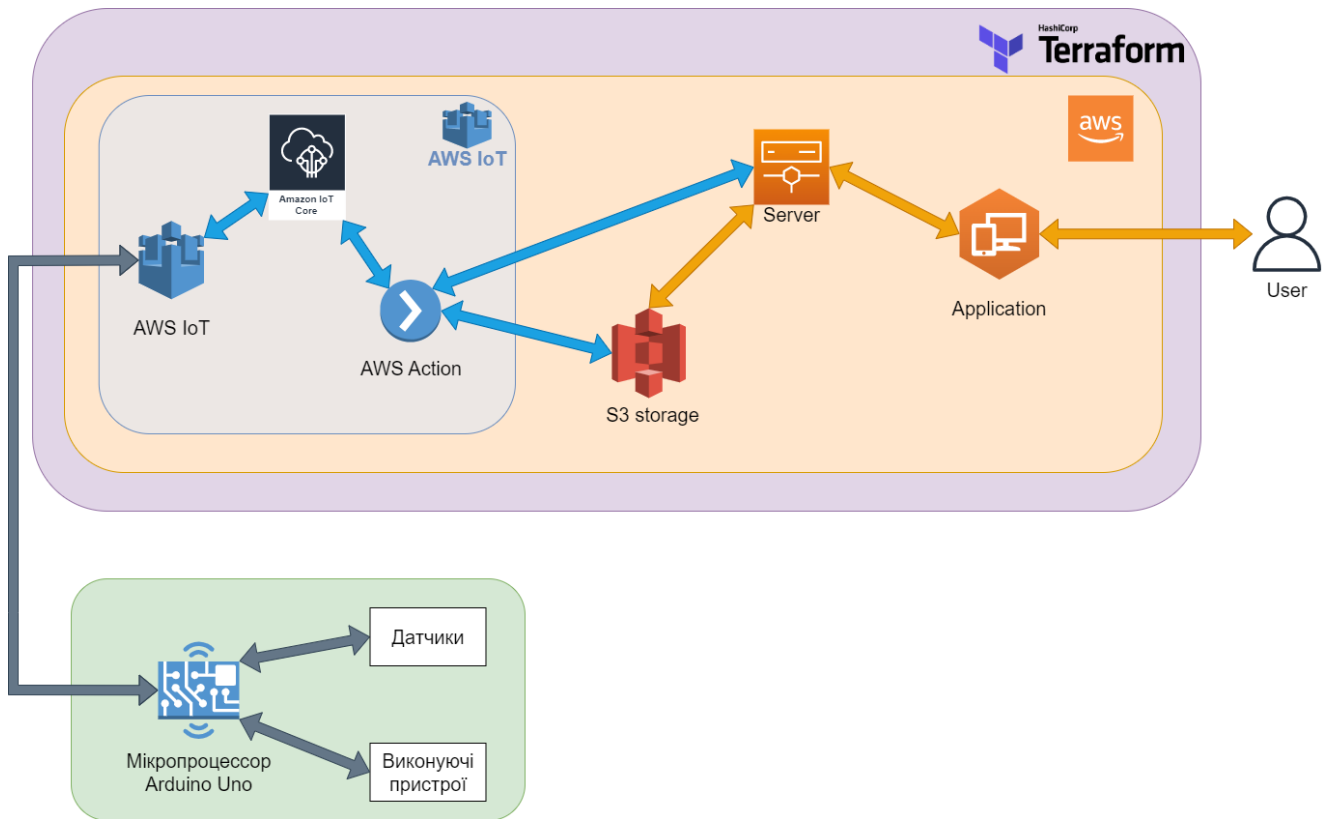 HashiCorp
Terraform
aws
AWS IoT
Amazon IoT
Core
Server
AWS IoT
AWS Action
S3 storage
Application
User
Датчики
Мікропроцессор
Arduino Uno
Виконуючі
пристрої